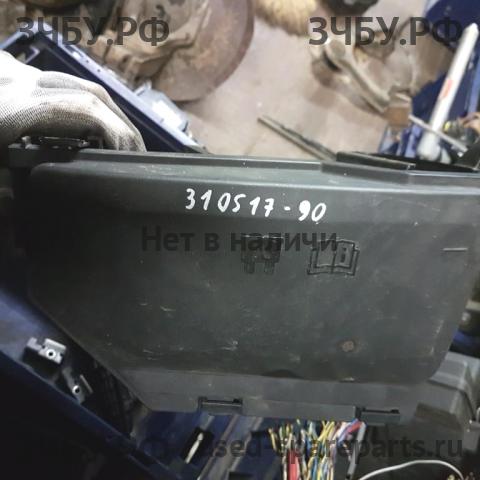 ЗЧБУ.РФ ЗЧБУ.РФ
310517-90
Нет в наличии
used-spareparts.ru